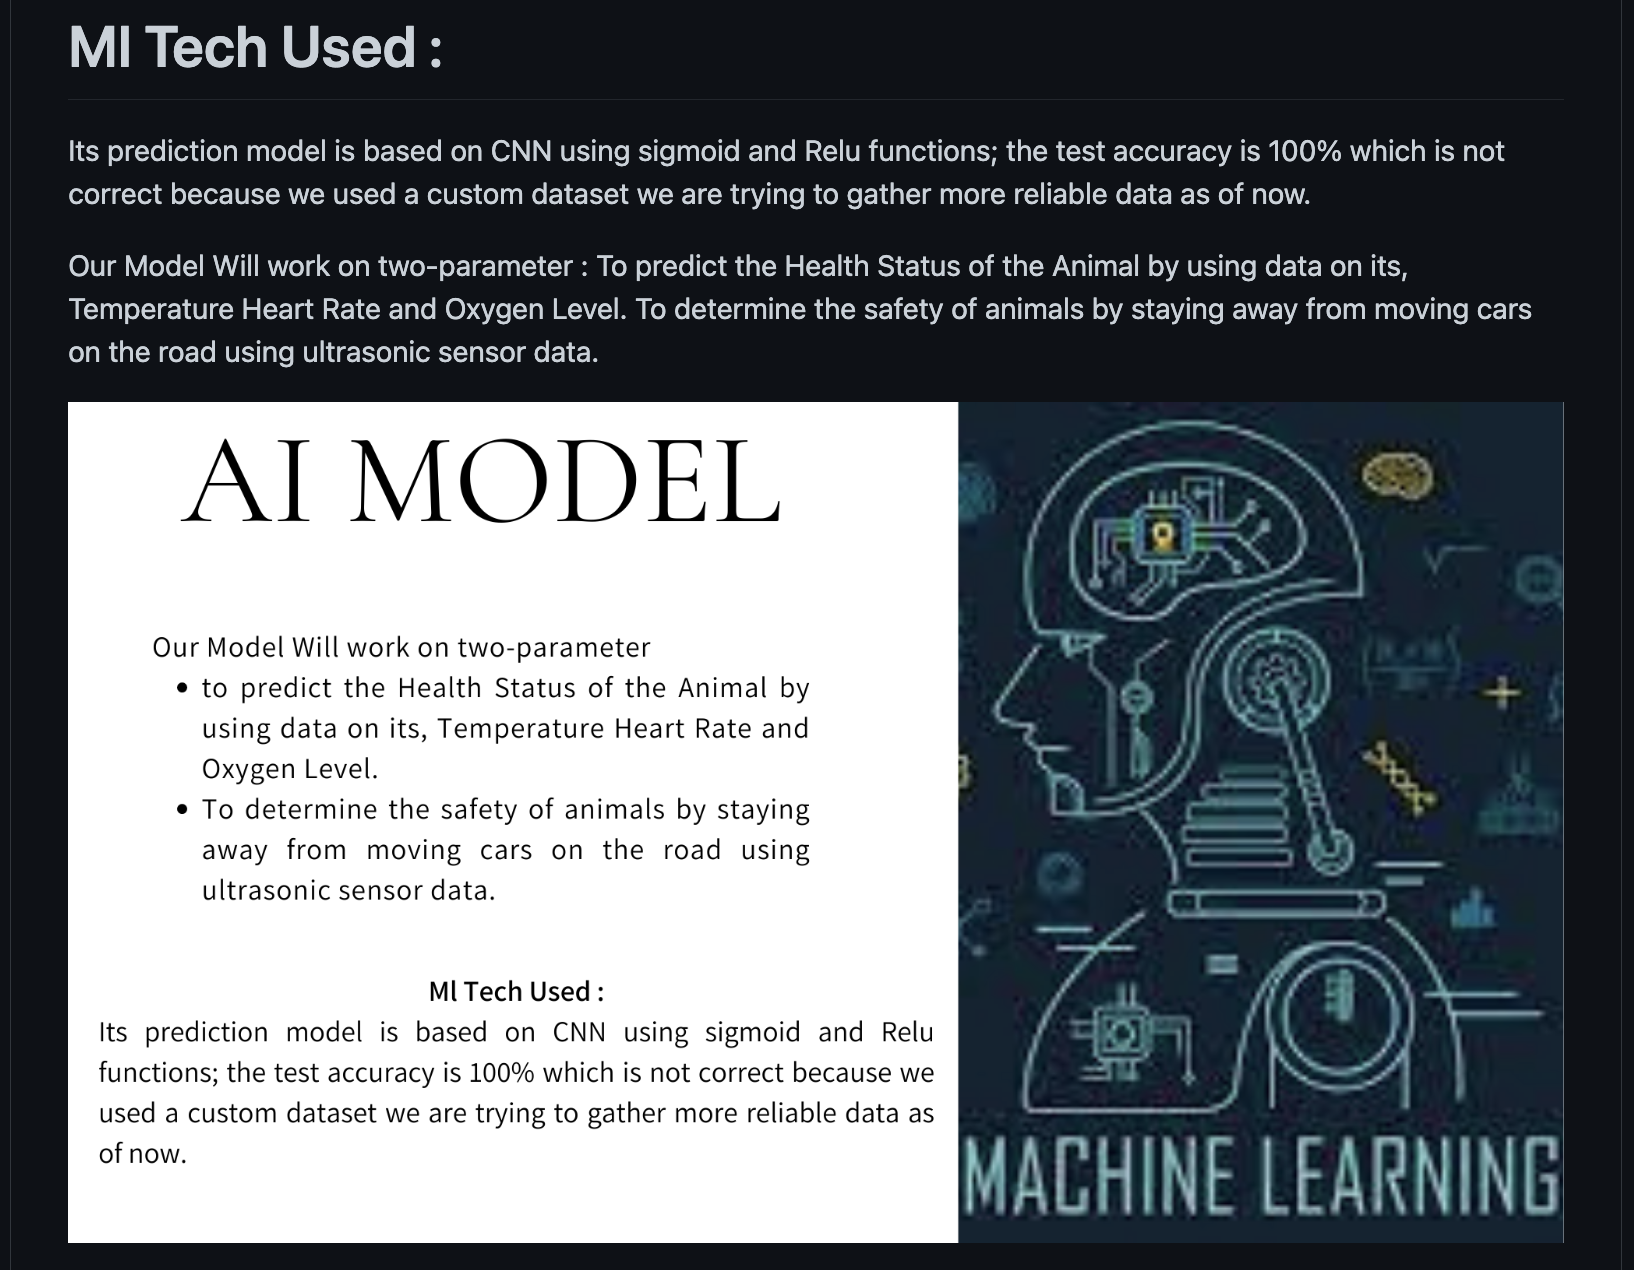 Ml Tech Used :
Its prediction model is based on CNN using sigmoid and Relu functions; the test accuracy is 100% which is not
correct because we used a custom dataset we are trying to gather more reliable data as of now.
Our Model Will work on two-parameter : To predict the Health Status of the Animal by using data on its,
Temperature Heart Rate and Oxygen Level. To determine the safety of animals by staying away from moving cars
on the road using ultrasonic sensor data.
AI MODEL
Our Model Will work on two-parameter
• to predict the Health Status of the Animal by
using data on its, Temperature Heart Rate and
Oxygen Level.
• To determine the safety of animals by staying
away from moving cars on the road using
ultrasonic sensor data.
Ml Tech Used :
Its prediction model is based on CNN using sigmoid and Relu
functions; the test accuracy is 100% which is not correct because we
used a custom dataset we are trying to gather more reliable data as
of now.
MACHINE LEARNING